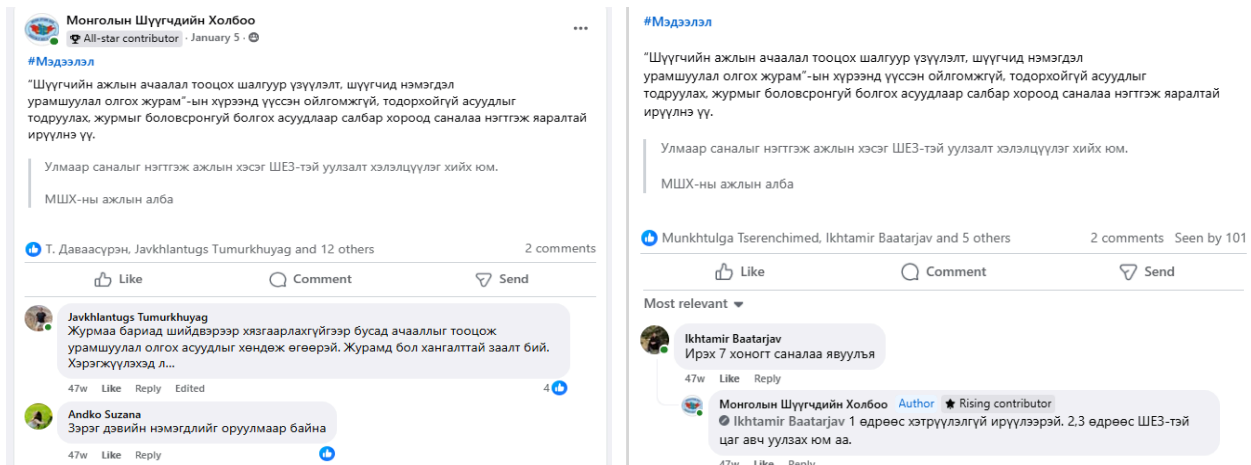 Монголын Шүүгчдийн Холбоо
All-star contributor · January 5 ·
#Мэдээлэл
"Шүүгчийн ажлын ачаалал тооцох шалгуур үзүүлэлт, шүүгчид нэмэгдэл
урамшуулал олгох журам"-ын хүрээнд үүссэн ойлгомжгүй, тодорхойгүй асуудлыг
тодруулах, журмыг боловсронгуй болгох асуудлаар салбар хороод саналаа нэгтгэж яаралтай
ирүүлнэ үү.
Улмаар саналыг нэгтгэж ажлын хэсэг ШЕЗ-тэй уулзалт хэлэлцүүлэг хийх юм.
МШХ-ны ажлын алба
Т. Даваасүрэн, Javkhlantugs Tumurkhuyag and 12 others 2 comments
Like Comment Send
Javkhlantugs Tumurkhuyag
Журмаа бариад шийдвэрээр хязгаарлахгүйгээр бусад ачааллыг тооцож
урамшуулал олгох асуудлыг хөндөж өгөөрэй. Журамд бол хангалттай заалт бий.
Хэрэгжүүлэхэд л...
47w Like Reply Edited 4
Andko Suzana
Зэрэг дэвийн нэмэгдлийг оруулмаар байна
47w Like Reply
#Мэдээлэл
"Шүүгчийн ажлын ачаалал тооцох шалгуур үзүүлэлт, шүүгчид нэмэгдэл
урамшуулал олгох журам"-ын хүрээнд үүссэн ойлгомжгүй, тодорхойгүй асуудлыг
тодруулах, журмыг боловсронгуй болгох асуудлаар салбар хороод саналаа нэгтгэж яаралтай
ирүүлнэ үү.
Улмаар саналыг нэгтгэж ажлын хэсэг ШЕЗ-тэй уулзалт хэлэлцүүлэг хийх юм.
МШХ-ны ажлын алба
Munkhtulga Tserenchimed, Ikhtamir Baatarjav and 5 others 2 comments Seen by 101
Like Comment Send
Most relevant
Ikhtamir Baatarjav
Ирэх 7 хоногт саналаа явуулъя
47w Like Reply
Монголын Шүүгчдийн Холбоо Author Rising contributor
Ikhtamir Baatarjav 1 өдрөөс хэтрүүлэлгүй ирүүлээрэй. 2,3 өдрөөс ШЕЗ-тэй
цаг авч уулзах юм аа.
47w Like Reply